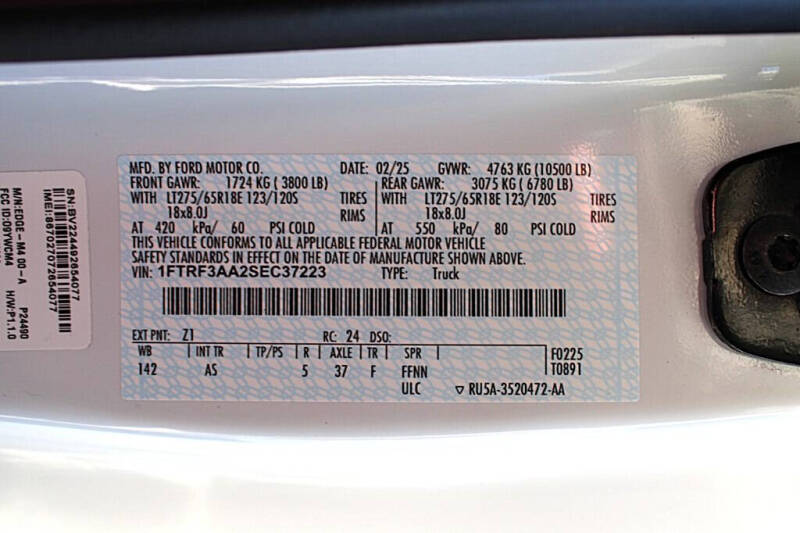 MFD. BY FORD MOTOR CO. DATE: 02/25 GVWR: 4763 KG (10500 LB)
FRONT GAWR: 1724 KG ( 3800 LB) REAR GAWR: 3075 KG ( 6780 LB)
WITH LT275/65R18E 123/120S TIRES WITH LT275/65R18E 123/120S TIRES
18x8.0J RIMS 18x8.0J RIMS
AT 420 kPa/ 60 PSI COLD AT 550 kPa/ 80 PSI COLD
THIS VEHICLE CONFORMS TO ALL APPLICABLE FEDERAL MOTOR VEHICLE
SAFETY STANDARDS IN EFFECT ON THE DATE OF MANUFACTURE SHOWN ABOVE.
VIN: 1FTRF3AA2SEC37223 TYPE: Truck
EXT PNT: Z1 RC: 24 DSO:
WB INT TR TP/PS R AXLE TR SPR F0225
142 AS 5 37 F FFNN T0891
ULC ▽ RU5A-3520472-AA
SN:BV224492654077
IMEI:867027072654077
M/N:EDGE-M4 00-A P24490
FCC ID:O9YWCM4 H/W:P1.1.0